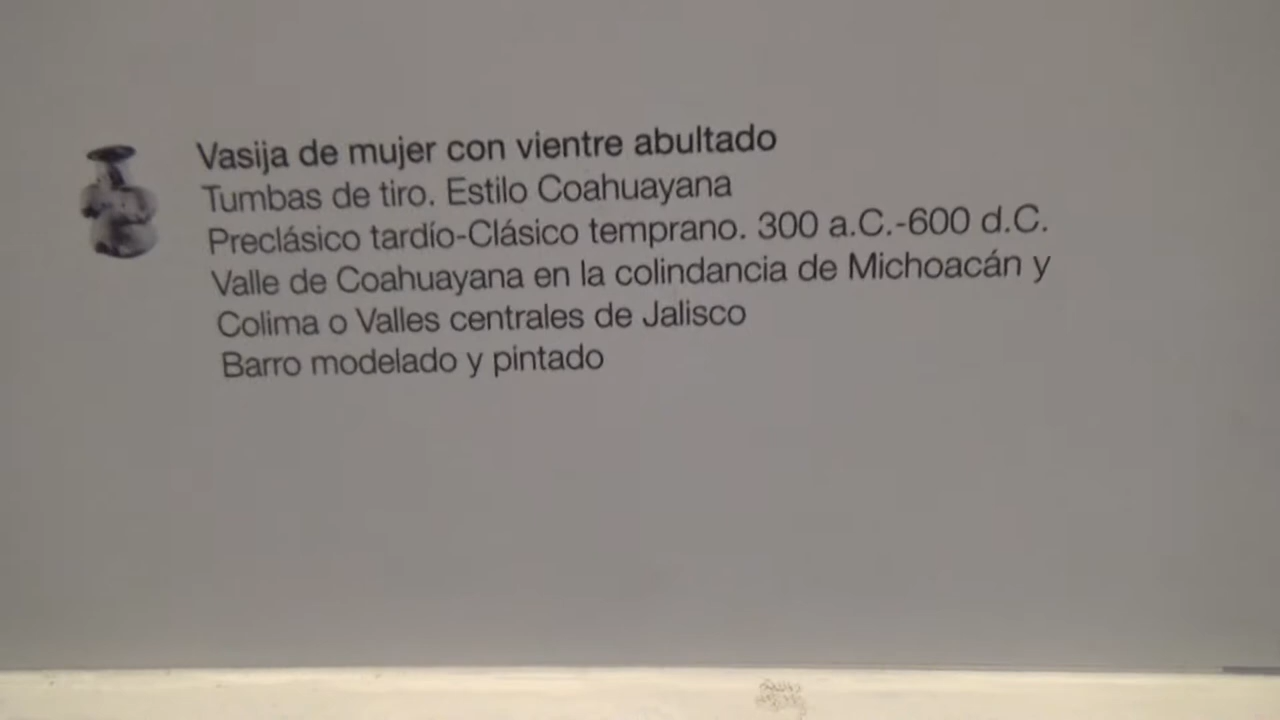 Vasija de mujer con vientre abultado
Tumbas de tiro. Estilo Coahuayana
Preclásico tardío-Clásico temprano. 300 a.C.-600 d.C.
Valle de Coahuayana en la colindancia de Michoacán y
Colima o Valles centrales de Jalisco
Barro modelado y pintado